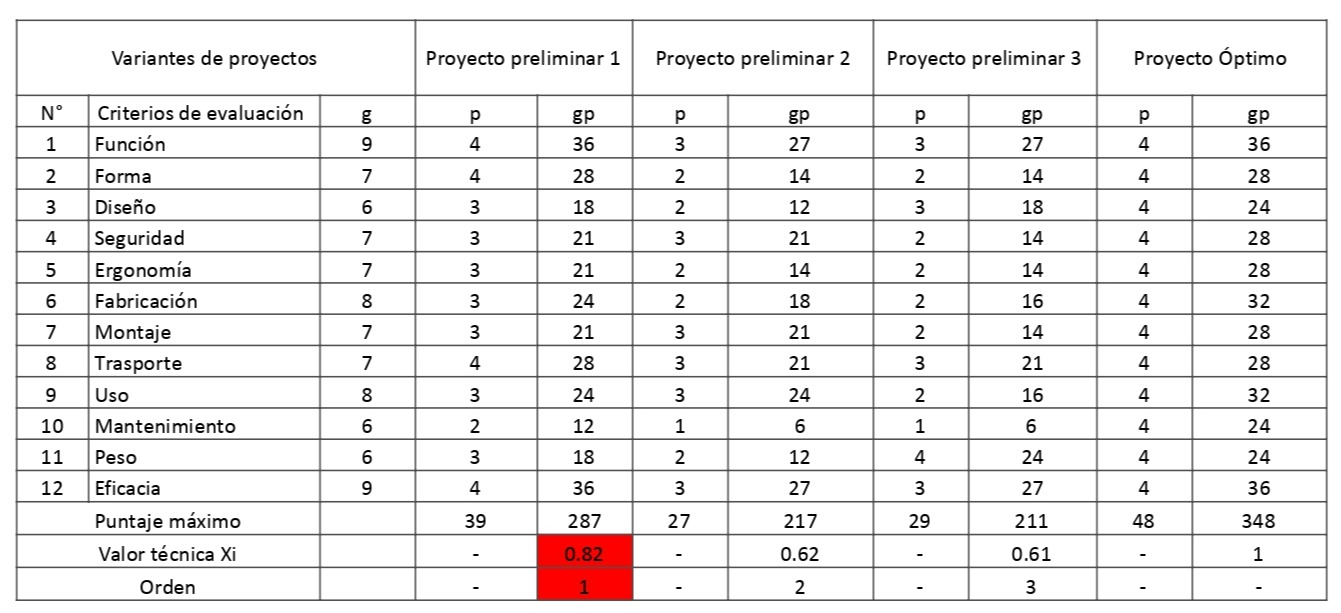 Variantes de proyectos Proyecto preliminar 1 Proyecto preliminar 2 Proyecto preliminar 3 Proyecto Óptimo
N° Criterios de evaluación g p gp p gp p gp p gp
1 Función 9 4 36 3 27 3 27 4 36
2 Forma 7 4 28 2 14 2 14 4 28
3 Diseño 6 3 18 2 12 3 18 4 24
4 Seguridad 7 3 21 3 21 2 14 4 28
5 Ergonomía 7 3 21 2 14 2 14 4 28
6 Fabricación 8 3 24 2 18 2 16 4 32
7 Montaje 7 3 21 3 21 2 14 4 28
8 Trasporte 7 4 28 3 21 3 21 4 28
9 Uso 8 3 24 3 24 2 16 4 32
10 Mantenimiento 6 2 12 1 6 1 6 4 24
11 Peso 6 3 18 2 12 4 24 4 24
12 Eficacia 9 4 36 3 27 3 27 4 36
Puntaje máximo 39 287 27 217 29 211 48 348
Valor técnica Xi - 0.82 - 0.62 - 0.61 - 1
Orden - 1 - 2 - 3 - -